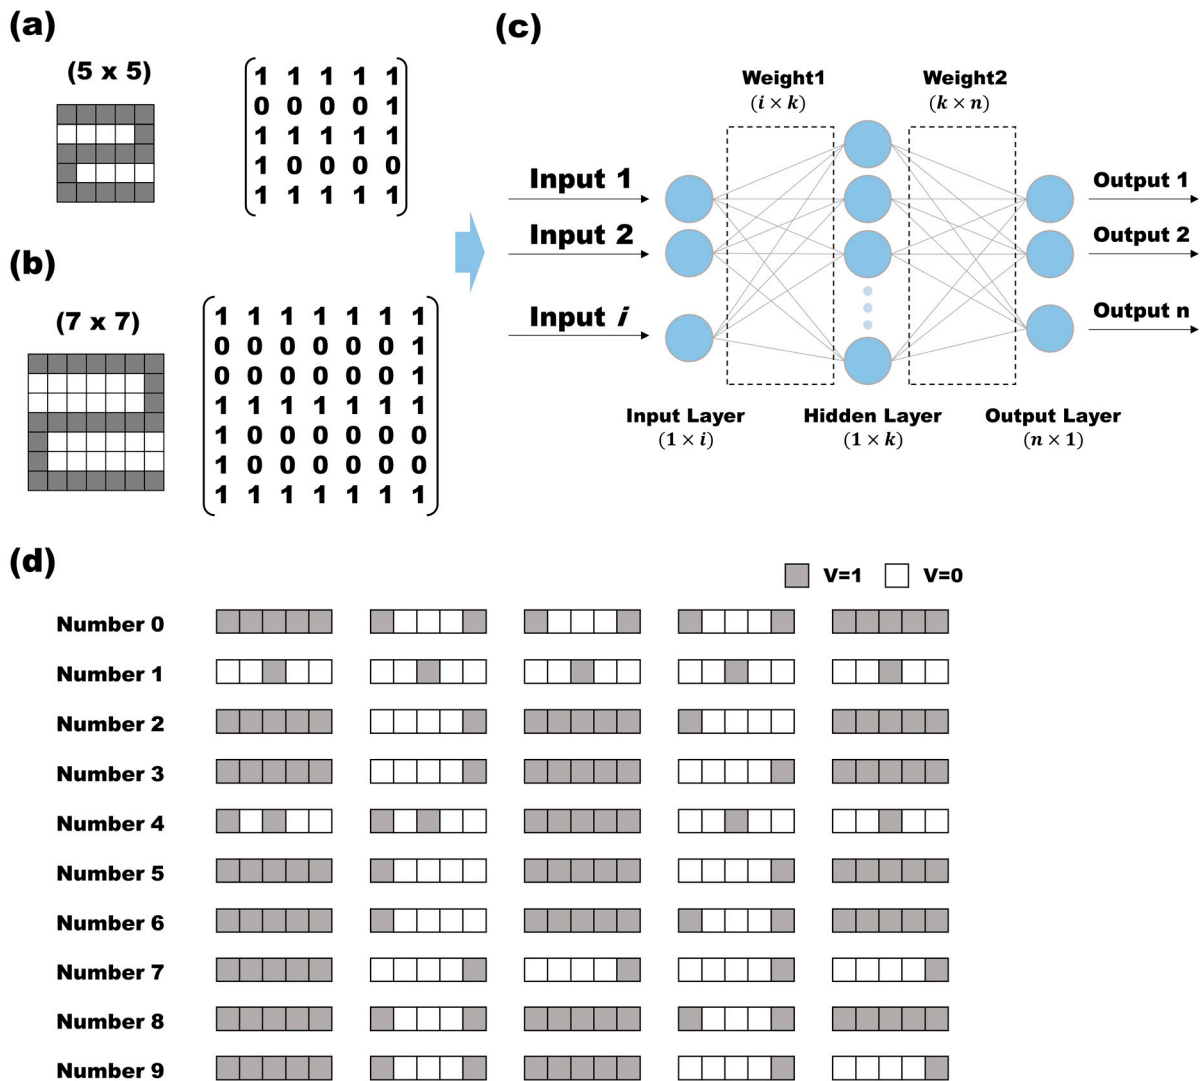 (a)
(5 x 5)
1 1 1 1 1
0 0 0 0 1
1 1 1 1 1
1 0 0 0 0
1 1 1 1 1
(b)
(7 x 7)
1 1 1 1 1 1 1
0 0 0 0 0 0 1
0 0 0 0 0 0 1
1 1 1 1 1 1 1
1 0 0 0 0 0 0
1 0 0 0 0 0 0
1 1 1 1 1 1 1
(c)
Weight1
(i × k)
Weight2
(k × n)
Input 1
Input 2
Input i
Output 1
Output 2
Output n
Input Layer
(1 × i)
Hidden Layer
(1 × k)
Output Layer
(n × 1)
(d)
V=1
V=0
Number 0
Number 1
Number 2
Number 3
Number 4
Number 5
Number 6
Number 7
Number 8
Number 9